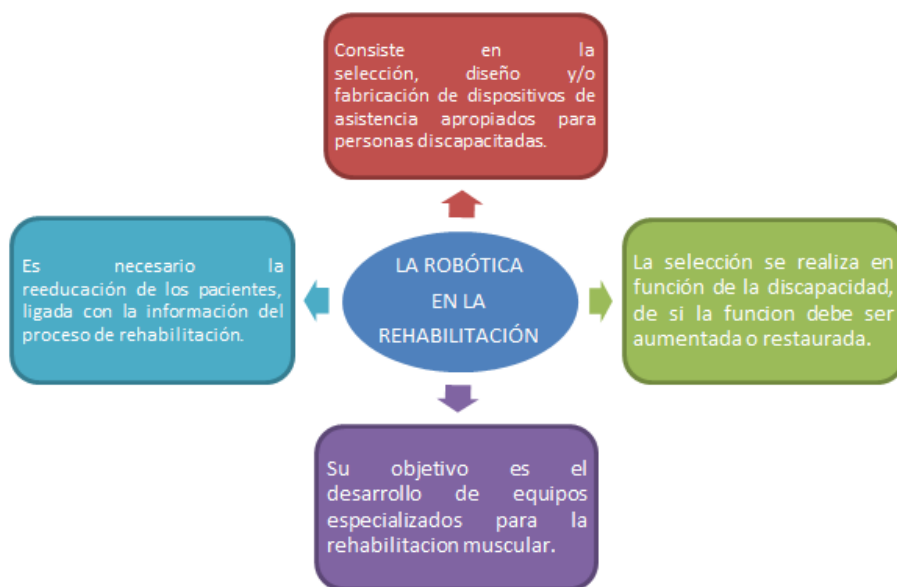 Consiste en la
selección, diseño y/o
fabricación de dispositivos de
asistencia apropiados para
personas discapacitadas.
Es necesario la
reeducación de los pacientes,
ligada con la información del
proceso de rehabilitación.
LA ROBÓTICA
EN LA
REHABILITACIÓN
La selección se realiza en
función de la discapacidad,
de si la funcion debe ser
aumentada o restaurada.
Su objetivo es el
desarrollo de equipos
especializados para la
rehabilitacion muscular.